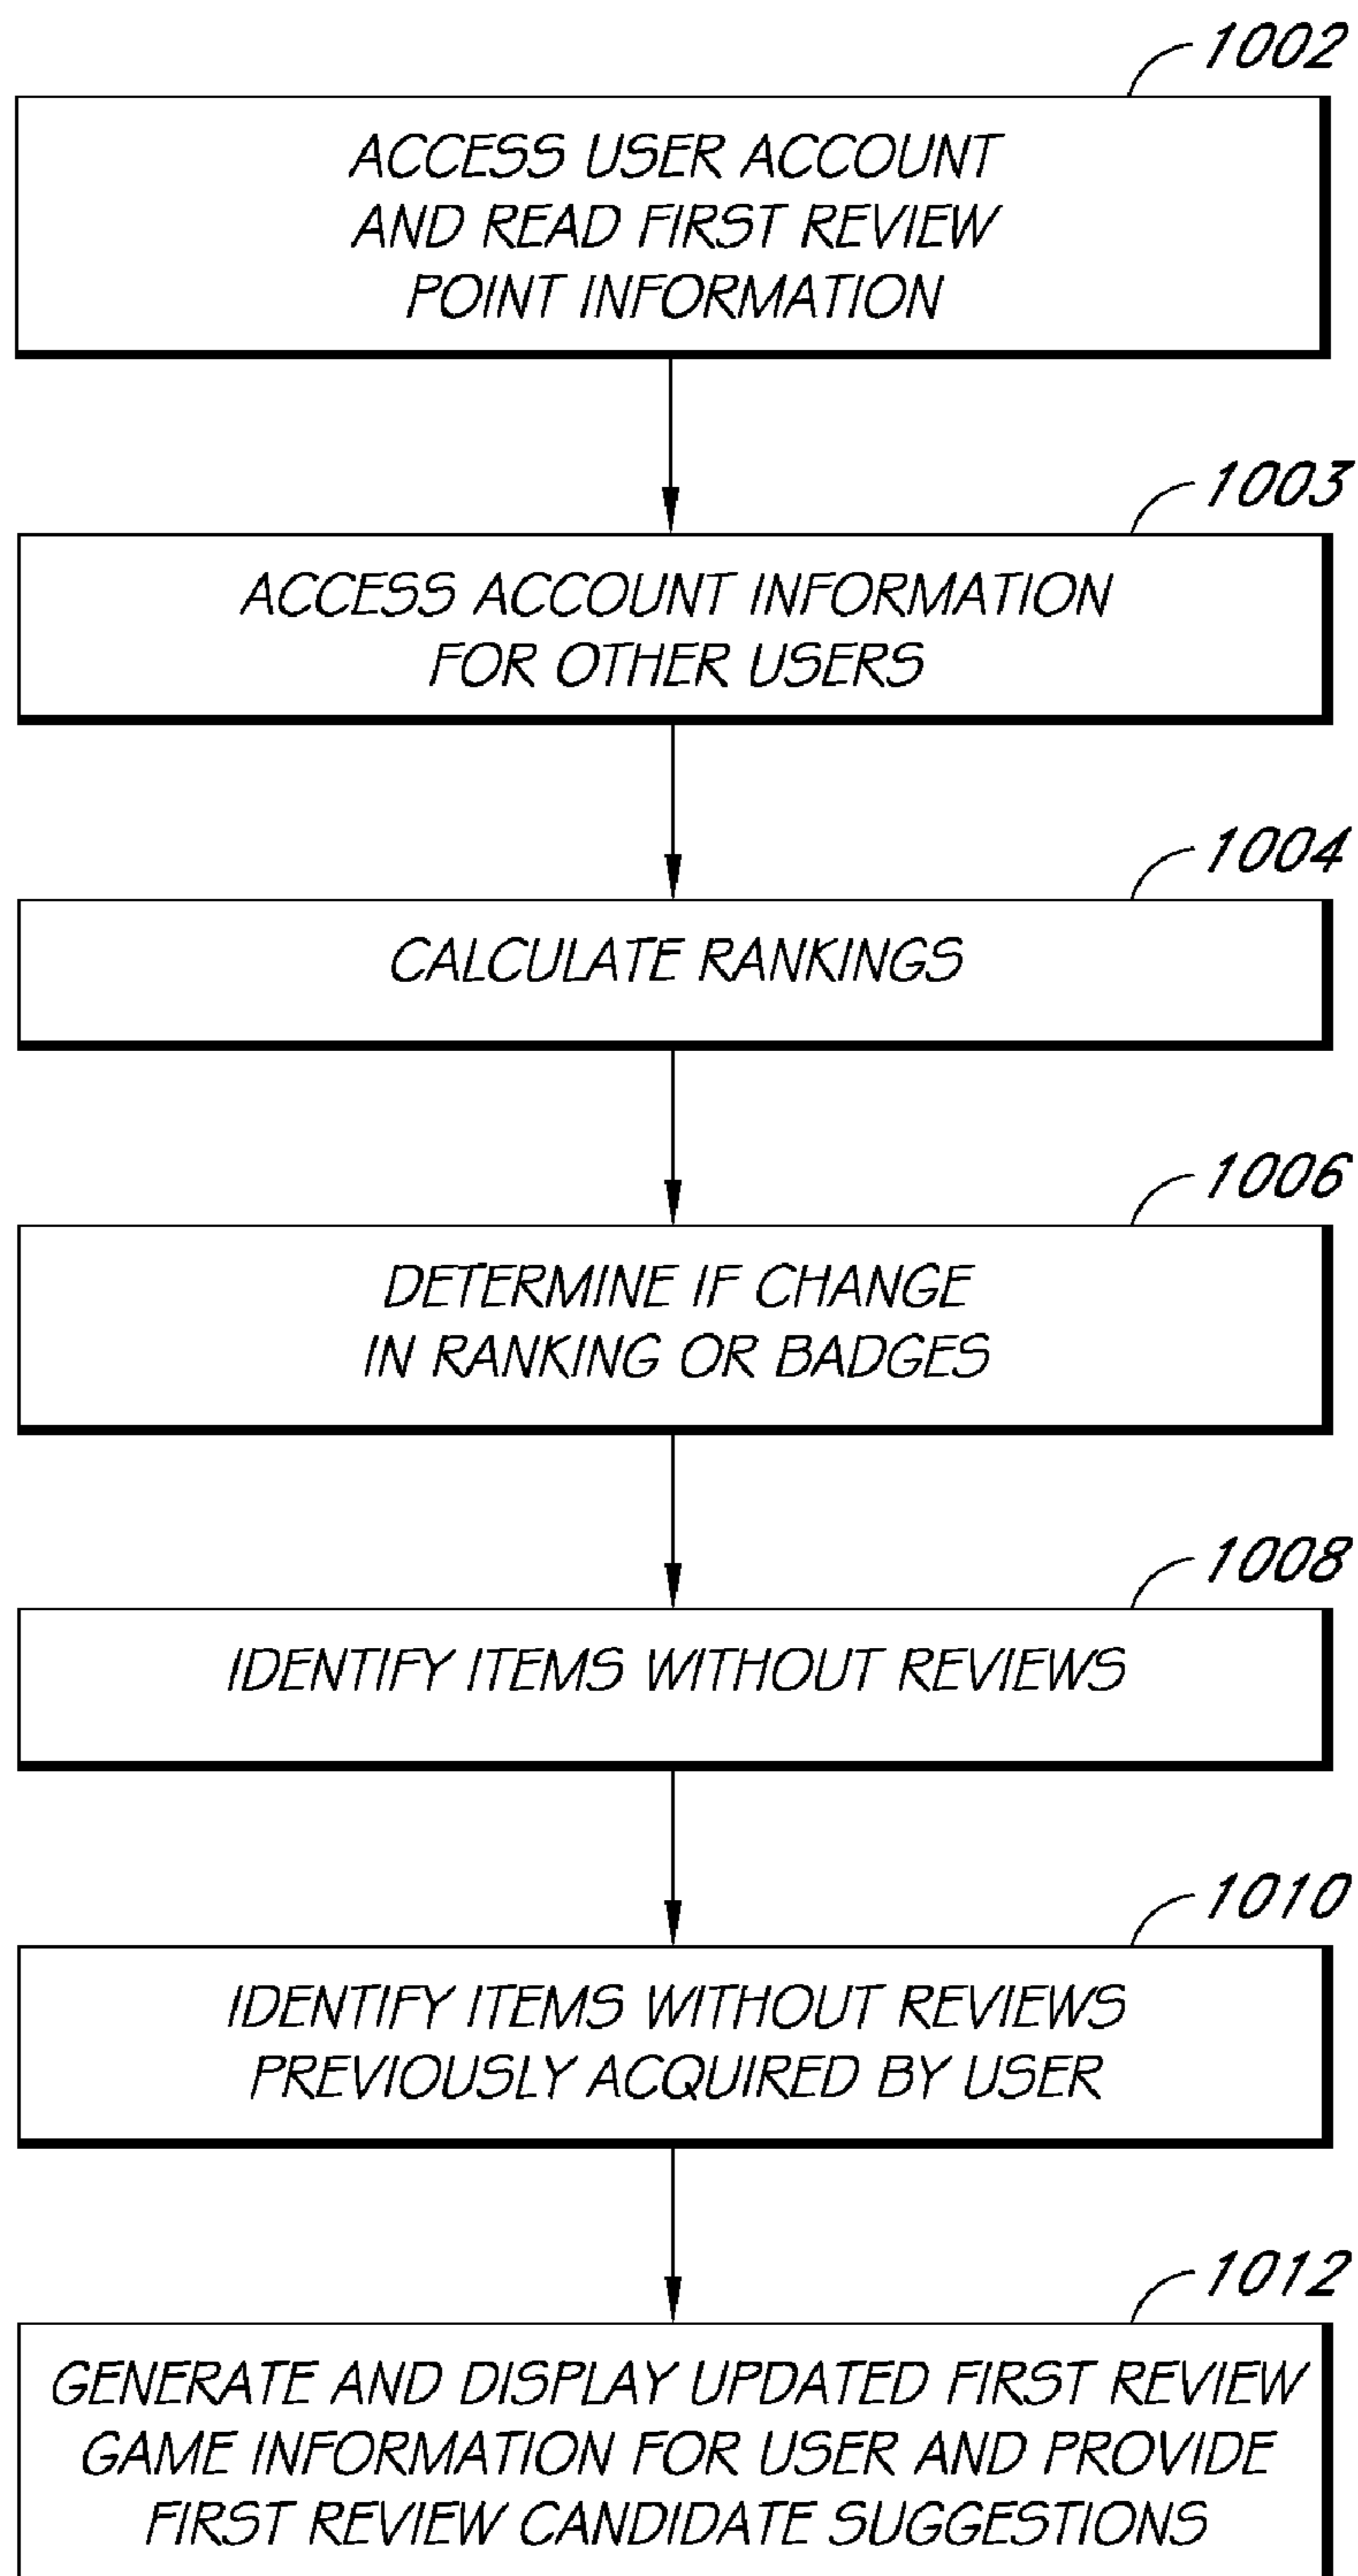 1002
ACCESS USER ACCOUNT
AND READ FIRST REVIEW
POINT INFORMATION
1003
ACCESS ACCOUNT INFORMATION
FOR OTHER USERS
1004
CALCULATE RANKINGS
1006
DETERMINE IF CHANGE
IN RANKING OR BADGES
1008
IDENTIFY ITEMS WITHOUT REVIEWS
1010
IDENTIFY ITEMS WITHOUT REVIEWS
PREVIOUSLY ACQUIRED BY USER
1012
GENERATE AND DISPLAY UPDATED FIRST REVIEW
GAME INFORMATION FOR USER AND PROVIDE
FIRST REVIEW CANDIDATE SUGGESTIONS